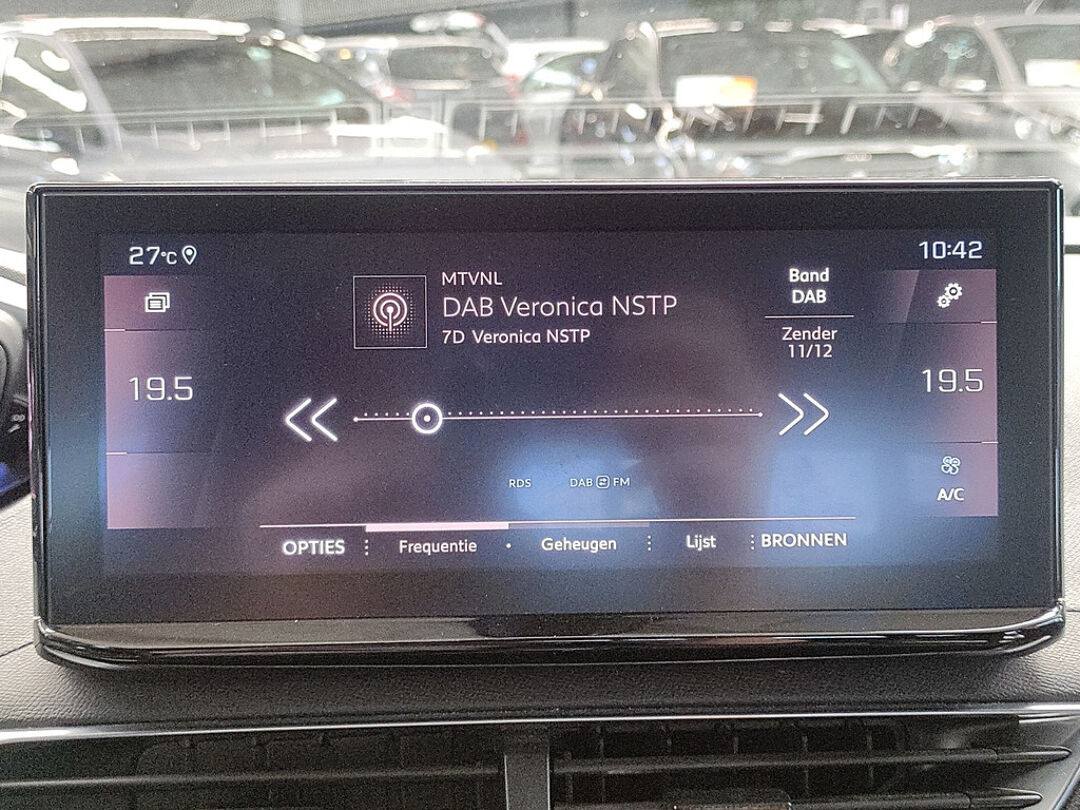 27°C
10:42
MTVNL
DAB Veronica NSTP
7D Veronica NSTP
Band
DAB
Zender
11/12
19.5
19.5
RDS
DAB FM
A/C
OPTIES
Frequentie
Geheugen
Lijst
BRONNEN